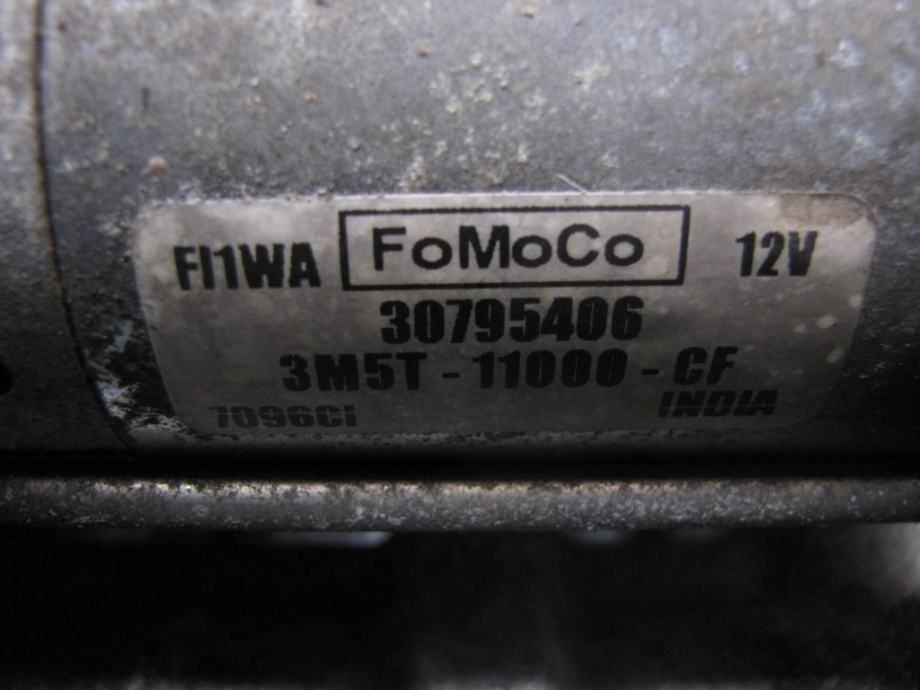 FI1WA FoMoCo 12V
30795406
3M5T - 11000 - CF
7096CI INDIA